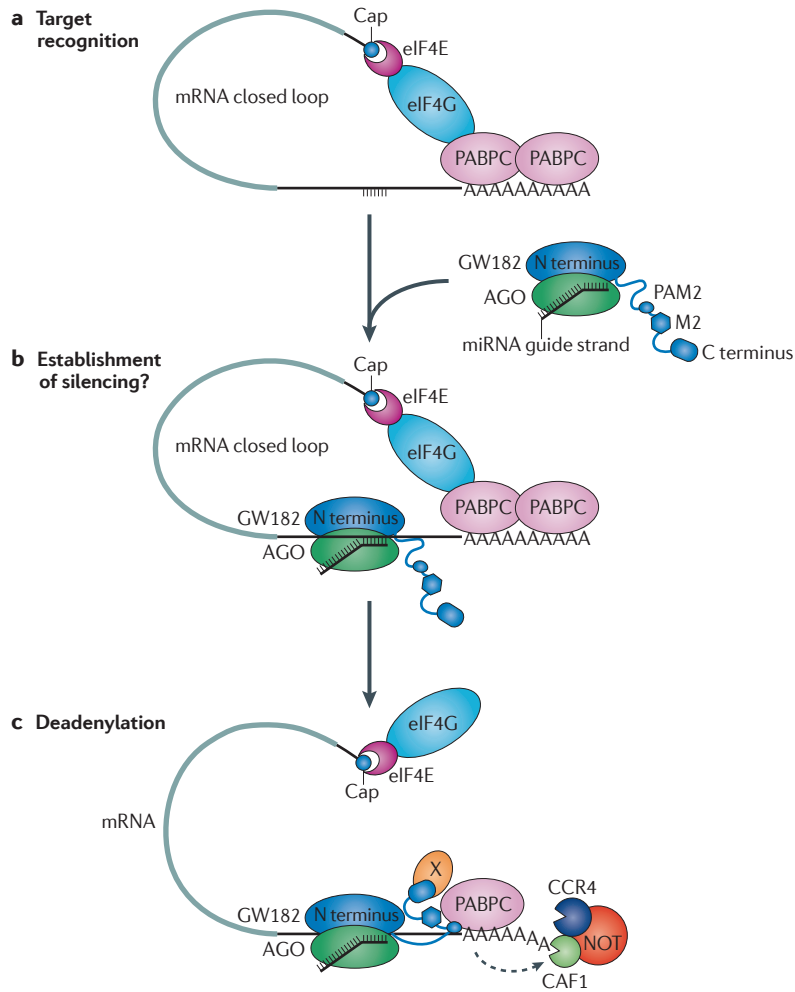 a Target
recognition
Cap
eIF4E
mRNA closed loop
eIF4G
PABPC PABPC
AAAAAAAAAA
GW182 N terminus
AGO
PAM2
M2
miRNA guide strand
C terminus
b Establishment
of silencing?
Cap
eIF4E
mRNA closed loop
eIF4G
PABPC PABPC
GW182 N terminus
AAAAAAAAAA
AGO
c Deadenylation
eIF4G
eIF4E
Cap
mRNA
X
CCR4
PABPC
GW182 N terminus
AAAAAAA
NOT
AGO
CAF1